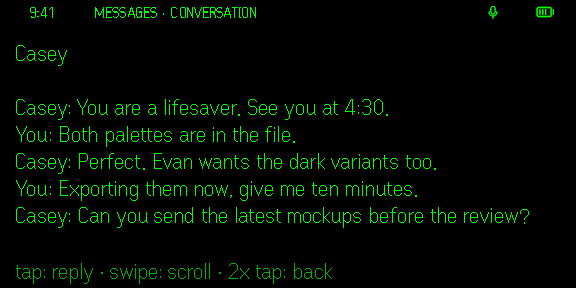 9:41 MESSAGES · CONVERSATION
Casey
Casey: You are a lifesaver. See you at 4:30.
You: Both palettes are in the file.
Casey: Perfect. Evan wants the dark variants too.
You: Exporting them now, give me ten minutes.
Casey: Can you send the latest mockups before the review?
tap: reply · swipe: scroll · 2x tap: back